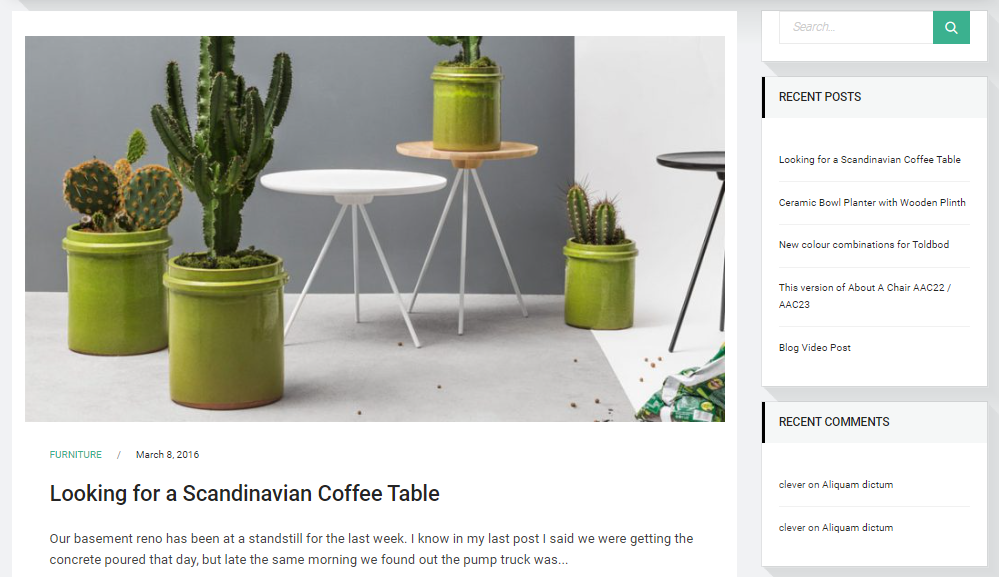 Search...
RECENT POSTS
Looking for a Scandinavian Coffee Table
Ceramic Bowl Planter with Wooden Plinth
New colour combinations for Toldbod
This version of About A Chair AAC22 /
AAC23
Blog Video Post
RECENT COMMENTS
clever on Aliquam dictum
clever on Aliquam dictum
FURNITURE / March 8, 2016
Looking for a Scandinavian Coffee Table
Our basement reno has been at a standstill for the last week. I know in my last post I said we were getting the
concrete poured that day, but late the same morning we found out the pump truck was...